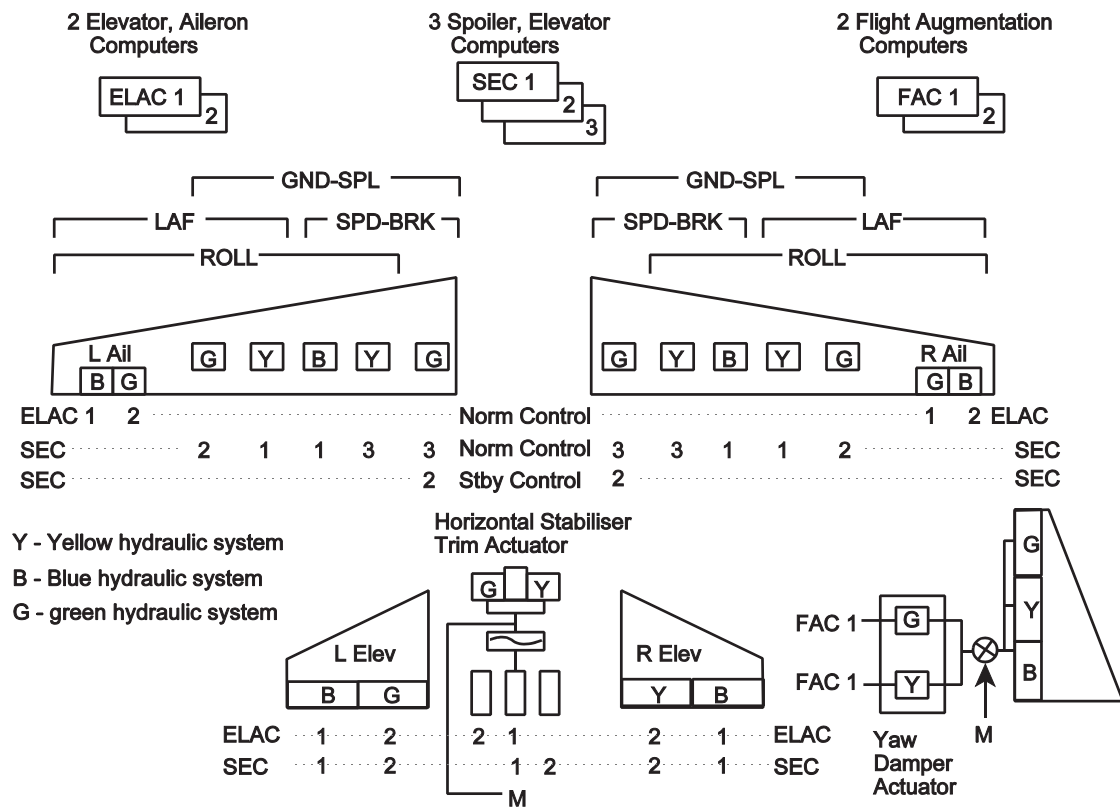 2 Elevator, Aileron
Computers
3 Spoiler, Elevator
Computers
2 Flight Augmentation
Computers
ELAC 1
2
SEC 1
2
3
FAC 1
2
GND-SPL
GND-SPL
LAF
SPD-BRK
SPD-BRK
LAF
ROLL
ROLL
L Ail
B G
G Y B Y G
G Y B Y G
R Ail
G B
ELAC 1 2 Norm Control 1 2 ELAC
SEC 2 1 1 3 3 Norm Control 3 3 1 1 2 SEC
SEC 2 Stby Control 2 SEC
Y - Yellow hydraulic system
B - Blue hydraulic system
G - green hydraulic system
Horizontal Stabiliser
Trim Actuator
G Y
L Elev
B G
R Elev
Y B
ELAC 1 2 2 1 2 1 ELAC
SEC 1 2 1 2 2 1 SEC
M
FAC 1
G
FAC 1
Y
Yaw
Damper
Actuator
M
G
Y
B